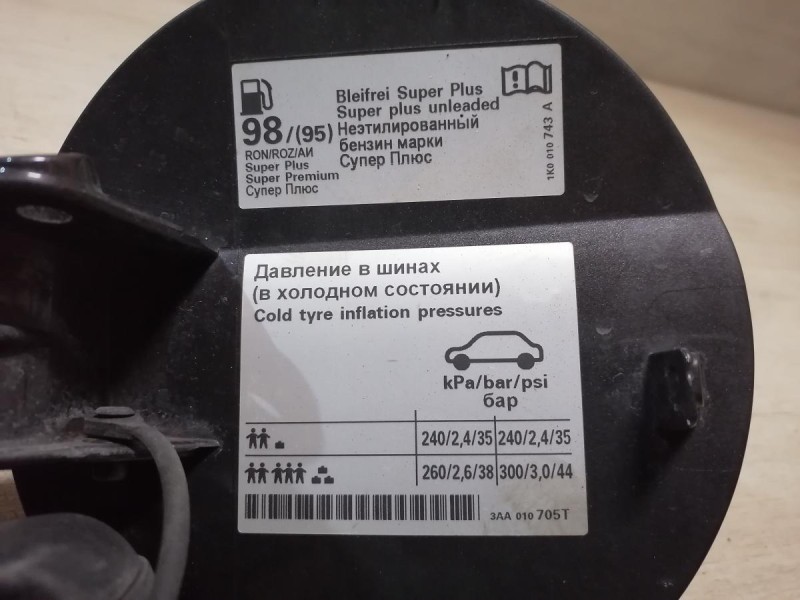 Bleifrei Super Plus
Super plus unleaded
98/(95) Неэтилированный
бензин марки
RON/ROZ/АИ Супер Плюс
Super Plus
Super Premium
Супер Плюс
1K0 010 743 A
Давление в шинах
(в холодном состоянии)
Cold tyre inflation pressures
kPa/bar/psi
бар
240/2,4/35 240/2,4/35
260/2,6/38 300/3,0/44
3AA 010 705T